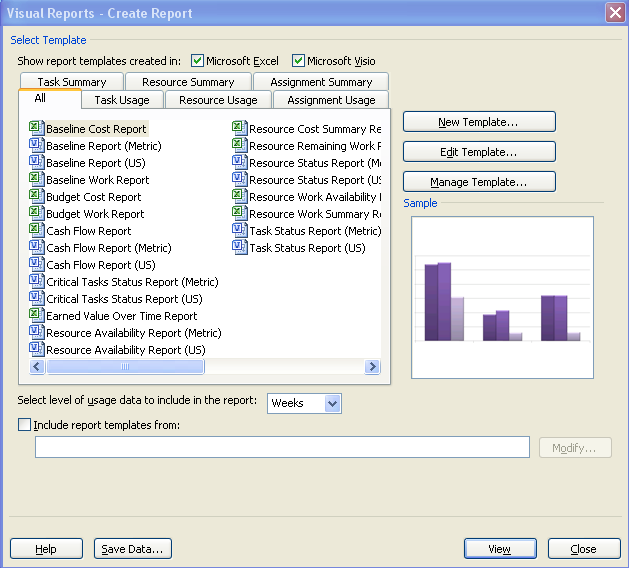 Visual Reports - Create Report
Select Template
Show report templates created in: Microsoft Excel Microsoft Visio
Task Summary Resource Summary Assignment Summary
All Task Usage Resource Usage Assignment Usage
Baseline Cost Report
Baseline Report (Metric)
Baseline Report (US)
Baseline Work Report
Budget Cost Report
Budget Work Report
Cash Flow Report
Cash Flow Report (Metric)
Cash Flow Report (US)
Critical Tasks Status Report (Metric)
Critical Tasks Status Report (US)
Earned Value Over Time Report
Resource Availability Report (Metric)
Resource Availability Report (US)
Resource Cost Summary Re
Resource Remaining Work R
Resource Status Report (Me
Resource Status Report (US
Resource Work Availability R
Resource Work Summary Re
Task Status Report (Metric)
Task Status Report (US)
New Template...
Edit Template...
Manage Template...
Sample
Select level of usage data to include in the report: Weeks
Include report templates from:
Modify...
Help Save Data... View Close